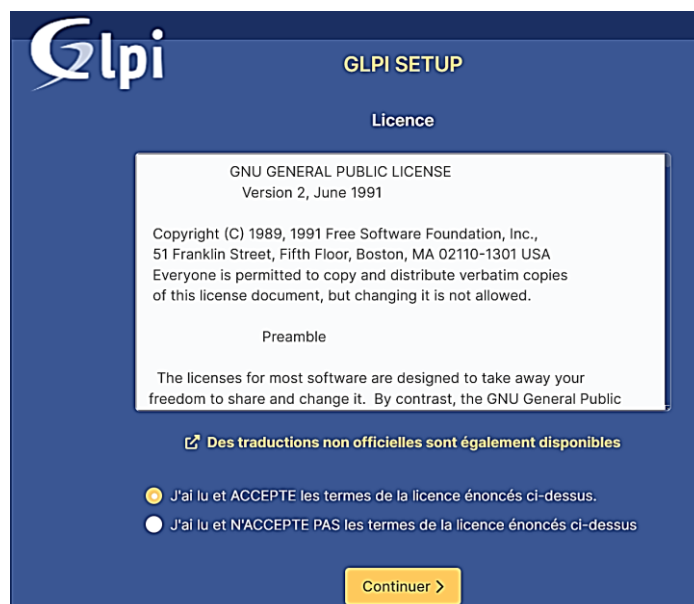 Glpi
GLPI SETUP
Licence
GNU GENERAL PUBLIC LICENSE
Version 2, June 1991
Copyright (C) 1989, 1991 Free Software Foundation, Inc.,
51 Franklin Street, Fifth Floor, Boston, MA 02110-1301 USA
Everyone is permitted to copy and distribute verbatim copies
of this license document, but changing it is not allowed.
Preamble
The licenses for most software are designed to take away your
freedom to share and change it. By contrast, the GNU General Public
Des traductions non officielles sont également disponibles
J'ai lu et ACCEPTE les termes de la licence énoncés ci-dessus.
J'ai lu et N'ACCEPTE PAS les termes de la licence énoncés ci-dessus
Continuer >